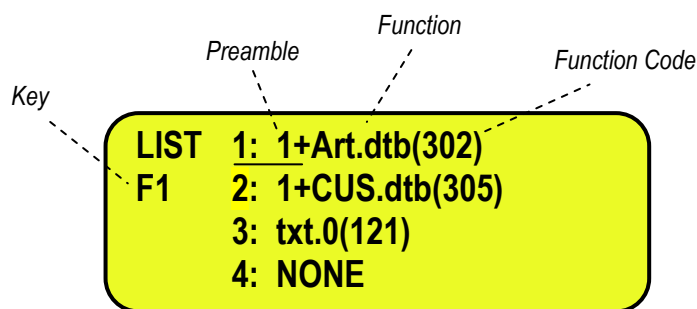 Function
Preamble
Function Code
Key
LIST 1: 1+Art.dtb(302)
F1 2: 1+CUS.dtb(305)
3: txt.0(121)
4: NONE